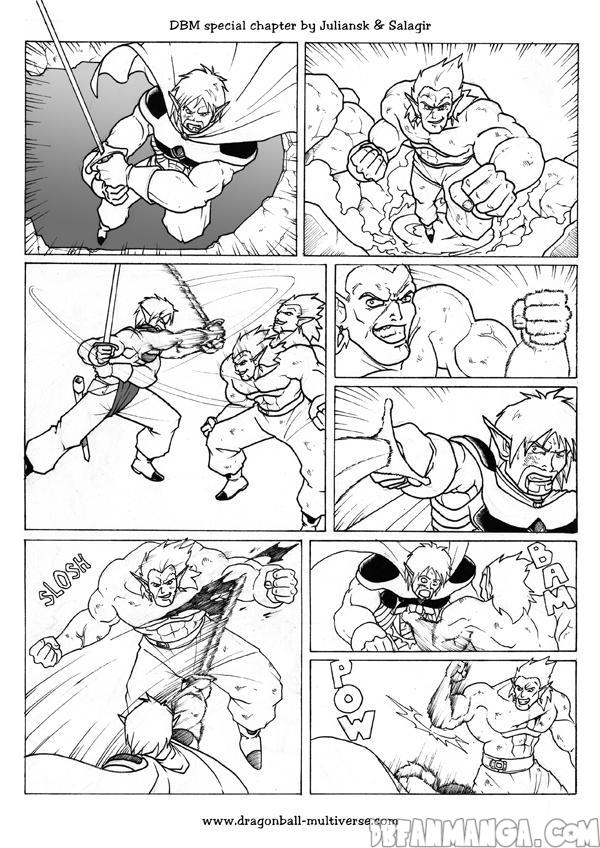 DBM special chapter by Juliansk & Salagir
SLOSH
BAM
POW
www.dragonball-multiverse.com
DBFANMANGA.COM